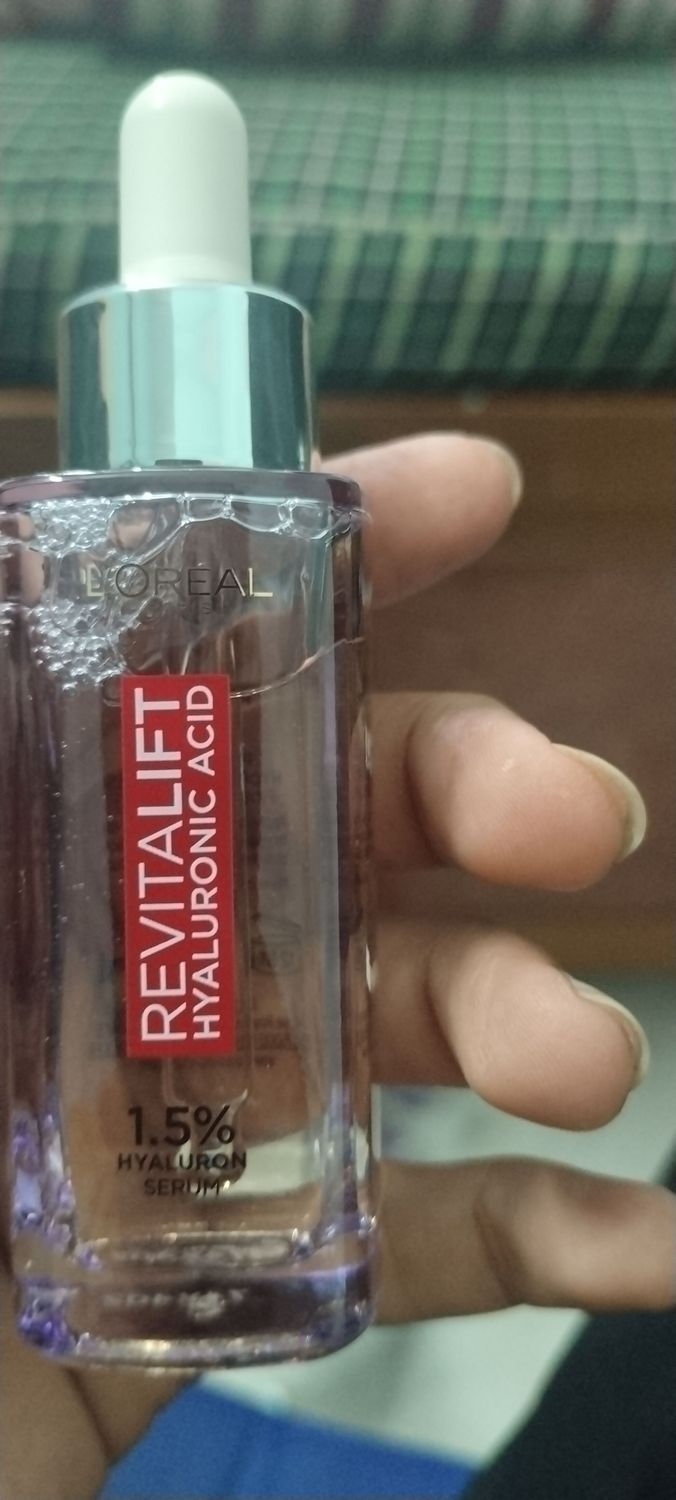 L'ORÉAL
REVITALIFT
HYALURONIC ACID
1.5%
HYALURON
SERUM